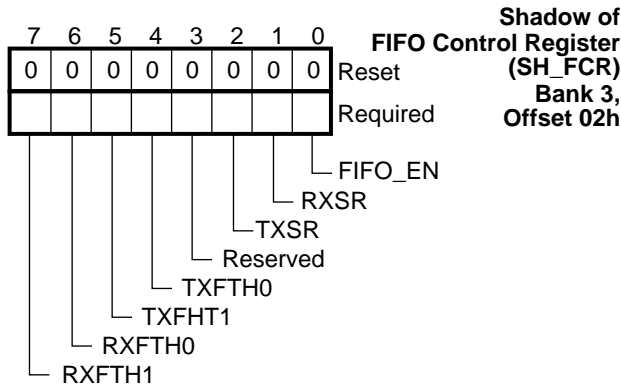 Shadow of
FIFO Control Register
(SH_FCR)
Bank 3,
Offset 02h
7 6 5 4 3 2 1 0
0 0 0 0 0 0 0 0 Reset
Required
FIFO_EN
RXSR
TXSR
Reserved
TXFTH0
TXFHT1
RXFTH0
RXFTH1